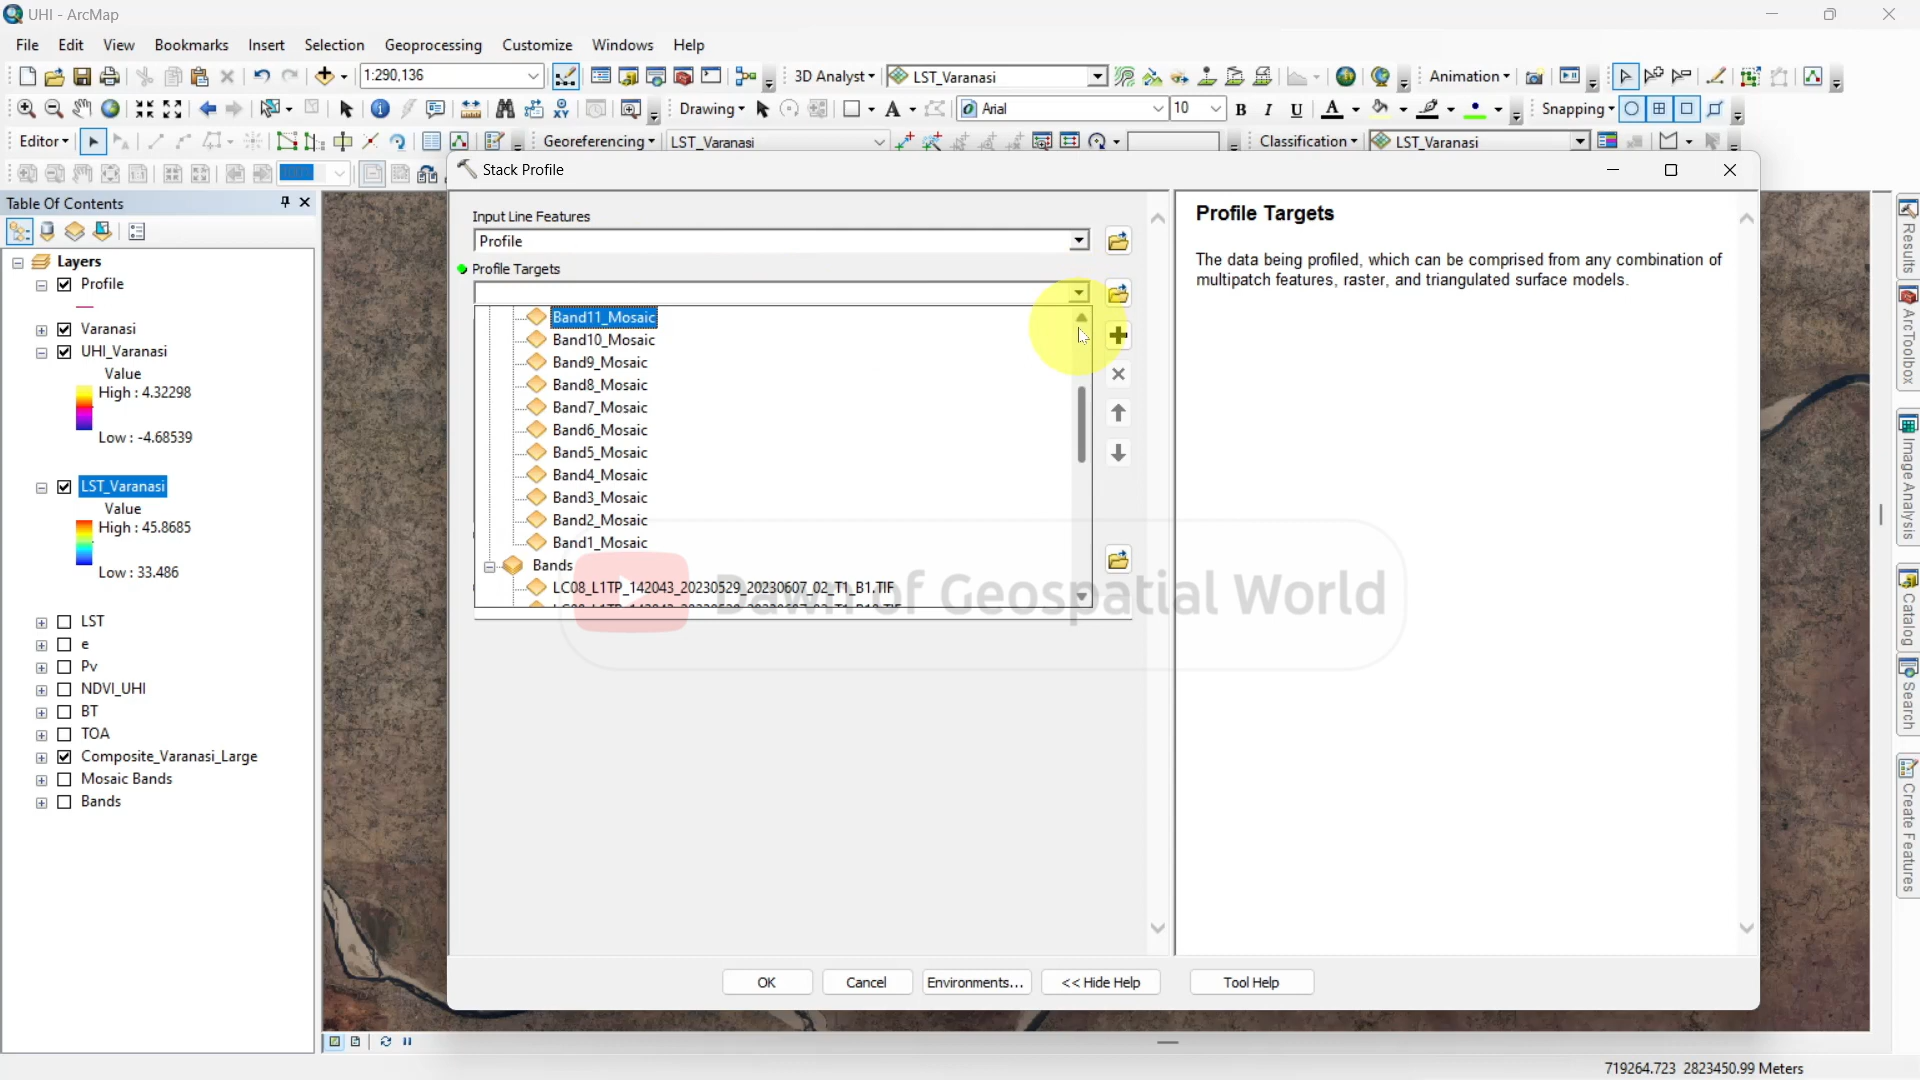 UHI - ArcMap
File Edit View Bookmarks Insert Selection Geoprocessing Customize Windows Help
1:290,136 3D Analyst LST_Varanasi Animation
Drawing Arial 10 B I U A Snapping
Editor Georeferencing LST_Varanasi Classification LST_Varanasi
Stack Profile
Table Of Contents
Layers
Profile
Varanasi
UHI_Varanasi
Value
High : 4.32298
Low : -4.68539
LST_Varanasi
Value
High : 45.8685
Low : 33.486
LST
e
Pv
NDVI_UHI
BT
TOA
Composite_Varanasi_Large
Mosaic Bands
Bands
Input Line Features
Profile
Profile Targets
Band11_Mosaic
Band10_Mosaic
Band9_Mosaic
Band8_Mosaic
Band7_Mosaic
Band6_Mosaic
Band5_Mosaic
Band4_Mosaic
Band3_Mosaic
Band2_Mosaic
Band1_Mosaic
Bands
LC08_L1TP_142043_20230529_20230607_02_T1_B1.TIF
Dawn of Geospatial World
OK Cancel Environments... << Hide Help Tool Help
Profile Targets
The data being profiled, which can be comprised from any combination of
multipatch features, raster, and triangulated surface models.
Results
ArcToolbox
Image Analysis
Catalog
Search
Create Features
719264.723 2823450.99 Meters